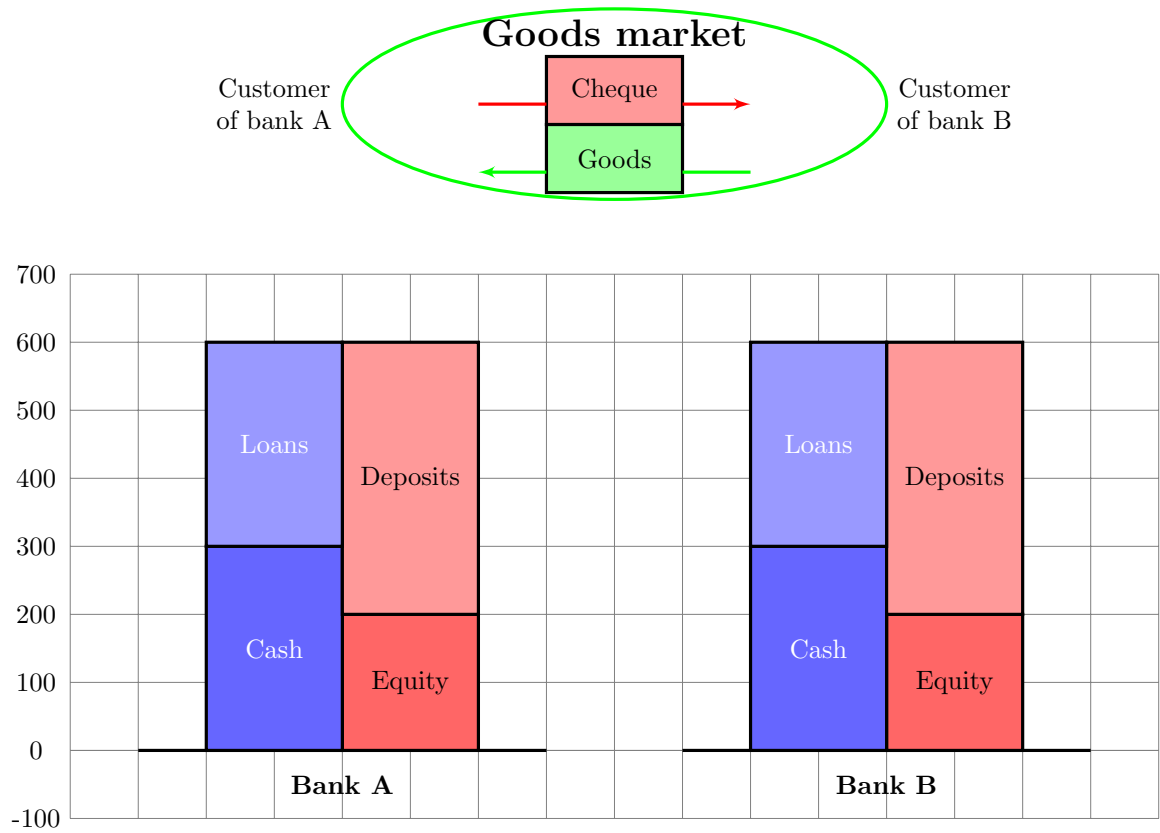 Goods market
Customer
of bank A
Cheque
Customer
of bank B
Goods
700
600
500
400
300
200
100
0
-100
Loans
Deposits
Cash
Equity
Bank A
Loans
Deposits
Cash
Equity
Bank B